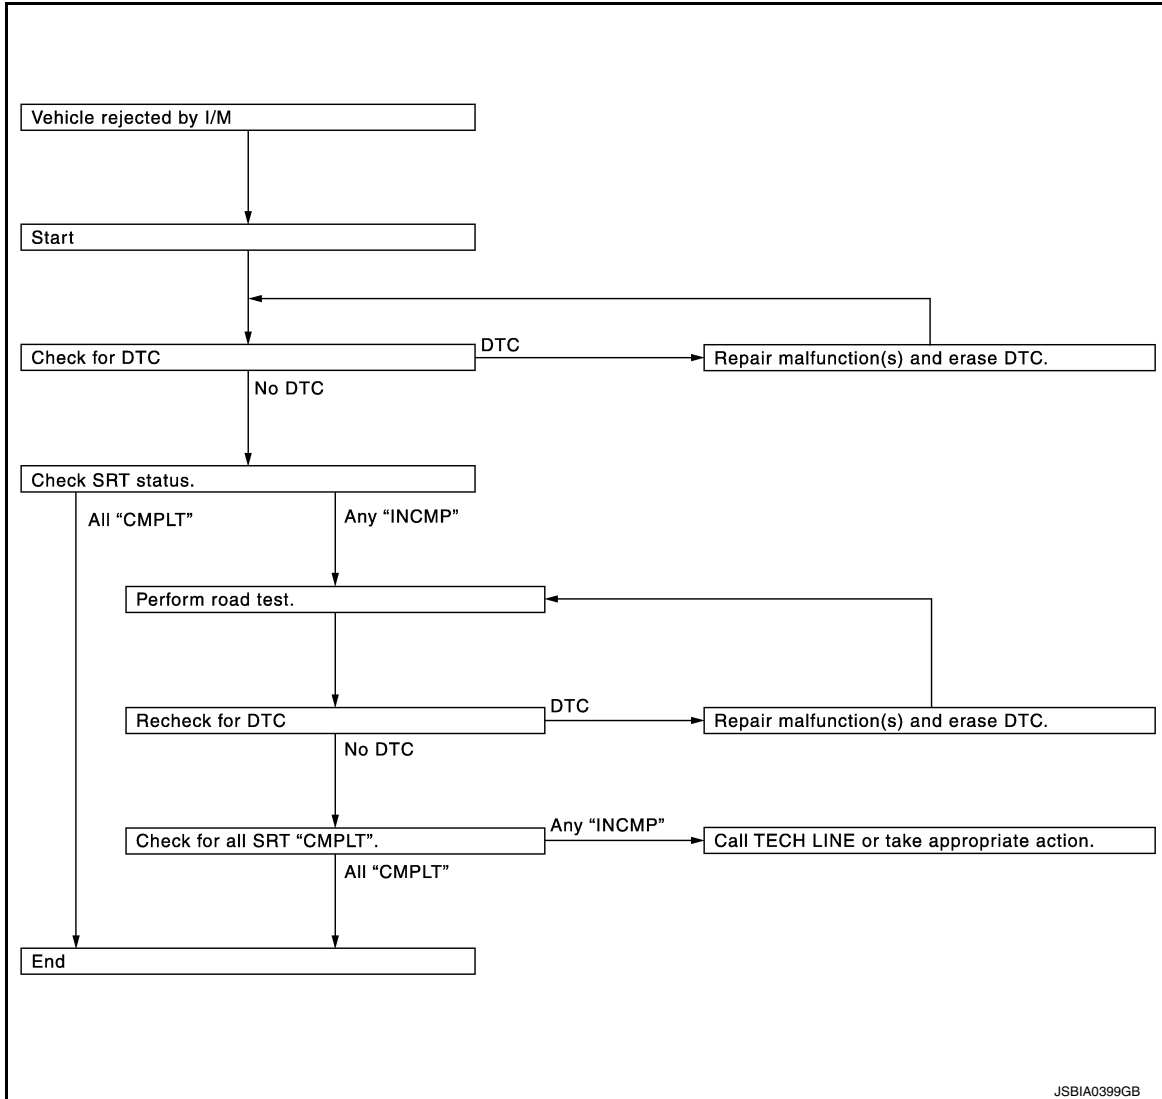 Vehicle rejected by I/M
Start
Check for DTC
DTC
Repair malfunction(s) and erase DTC.
No DTC
Check SRT status.
All “CMPLT”
Any “INCMP”
Perform road test.
Recheck for DTC
DTC
Repair malfunction(s) and erase DTC.
No DTC
Check for all SRT “CMPLT”.
Any “INCMP”
Call TECH LINE or take appropriate action.
All “CMPLT”
End
JSBIA0399GB